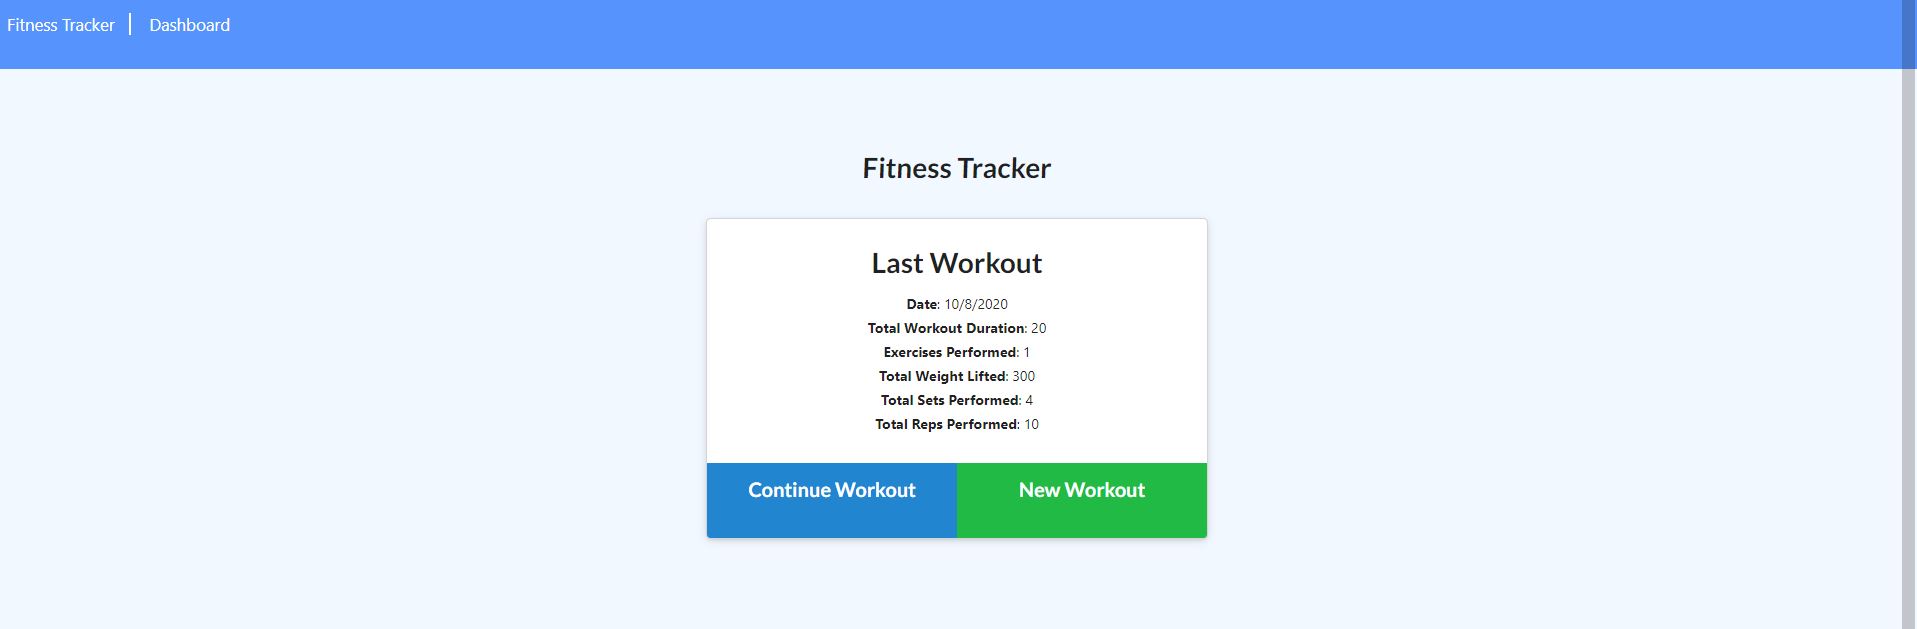 Fitness Tracker | Dashboard
Fitness Tracker
Last Workout
Date: 10/8/2020
Total Workout Duration: 20
Exercises Performed: 1
Total Weight Lifted: 300
Total Sets Performed: 4
Total Reps Performed: 10
Continue Workout New Workout